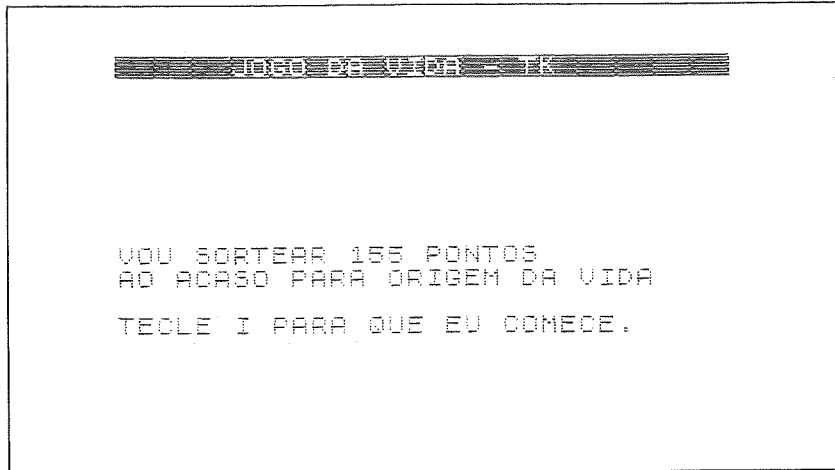 JOGO DA VIDA - TK
VOU SORTEAR 155 PONTOS
AO ACASO PARA ORIGEM DA VIDA
TECLE I PARA QUE EU COMECE.